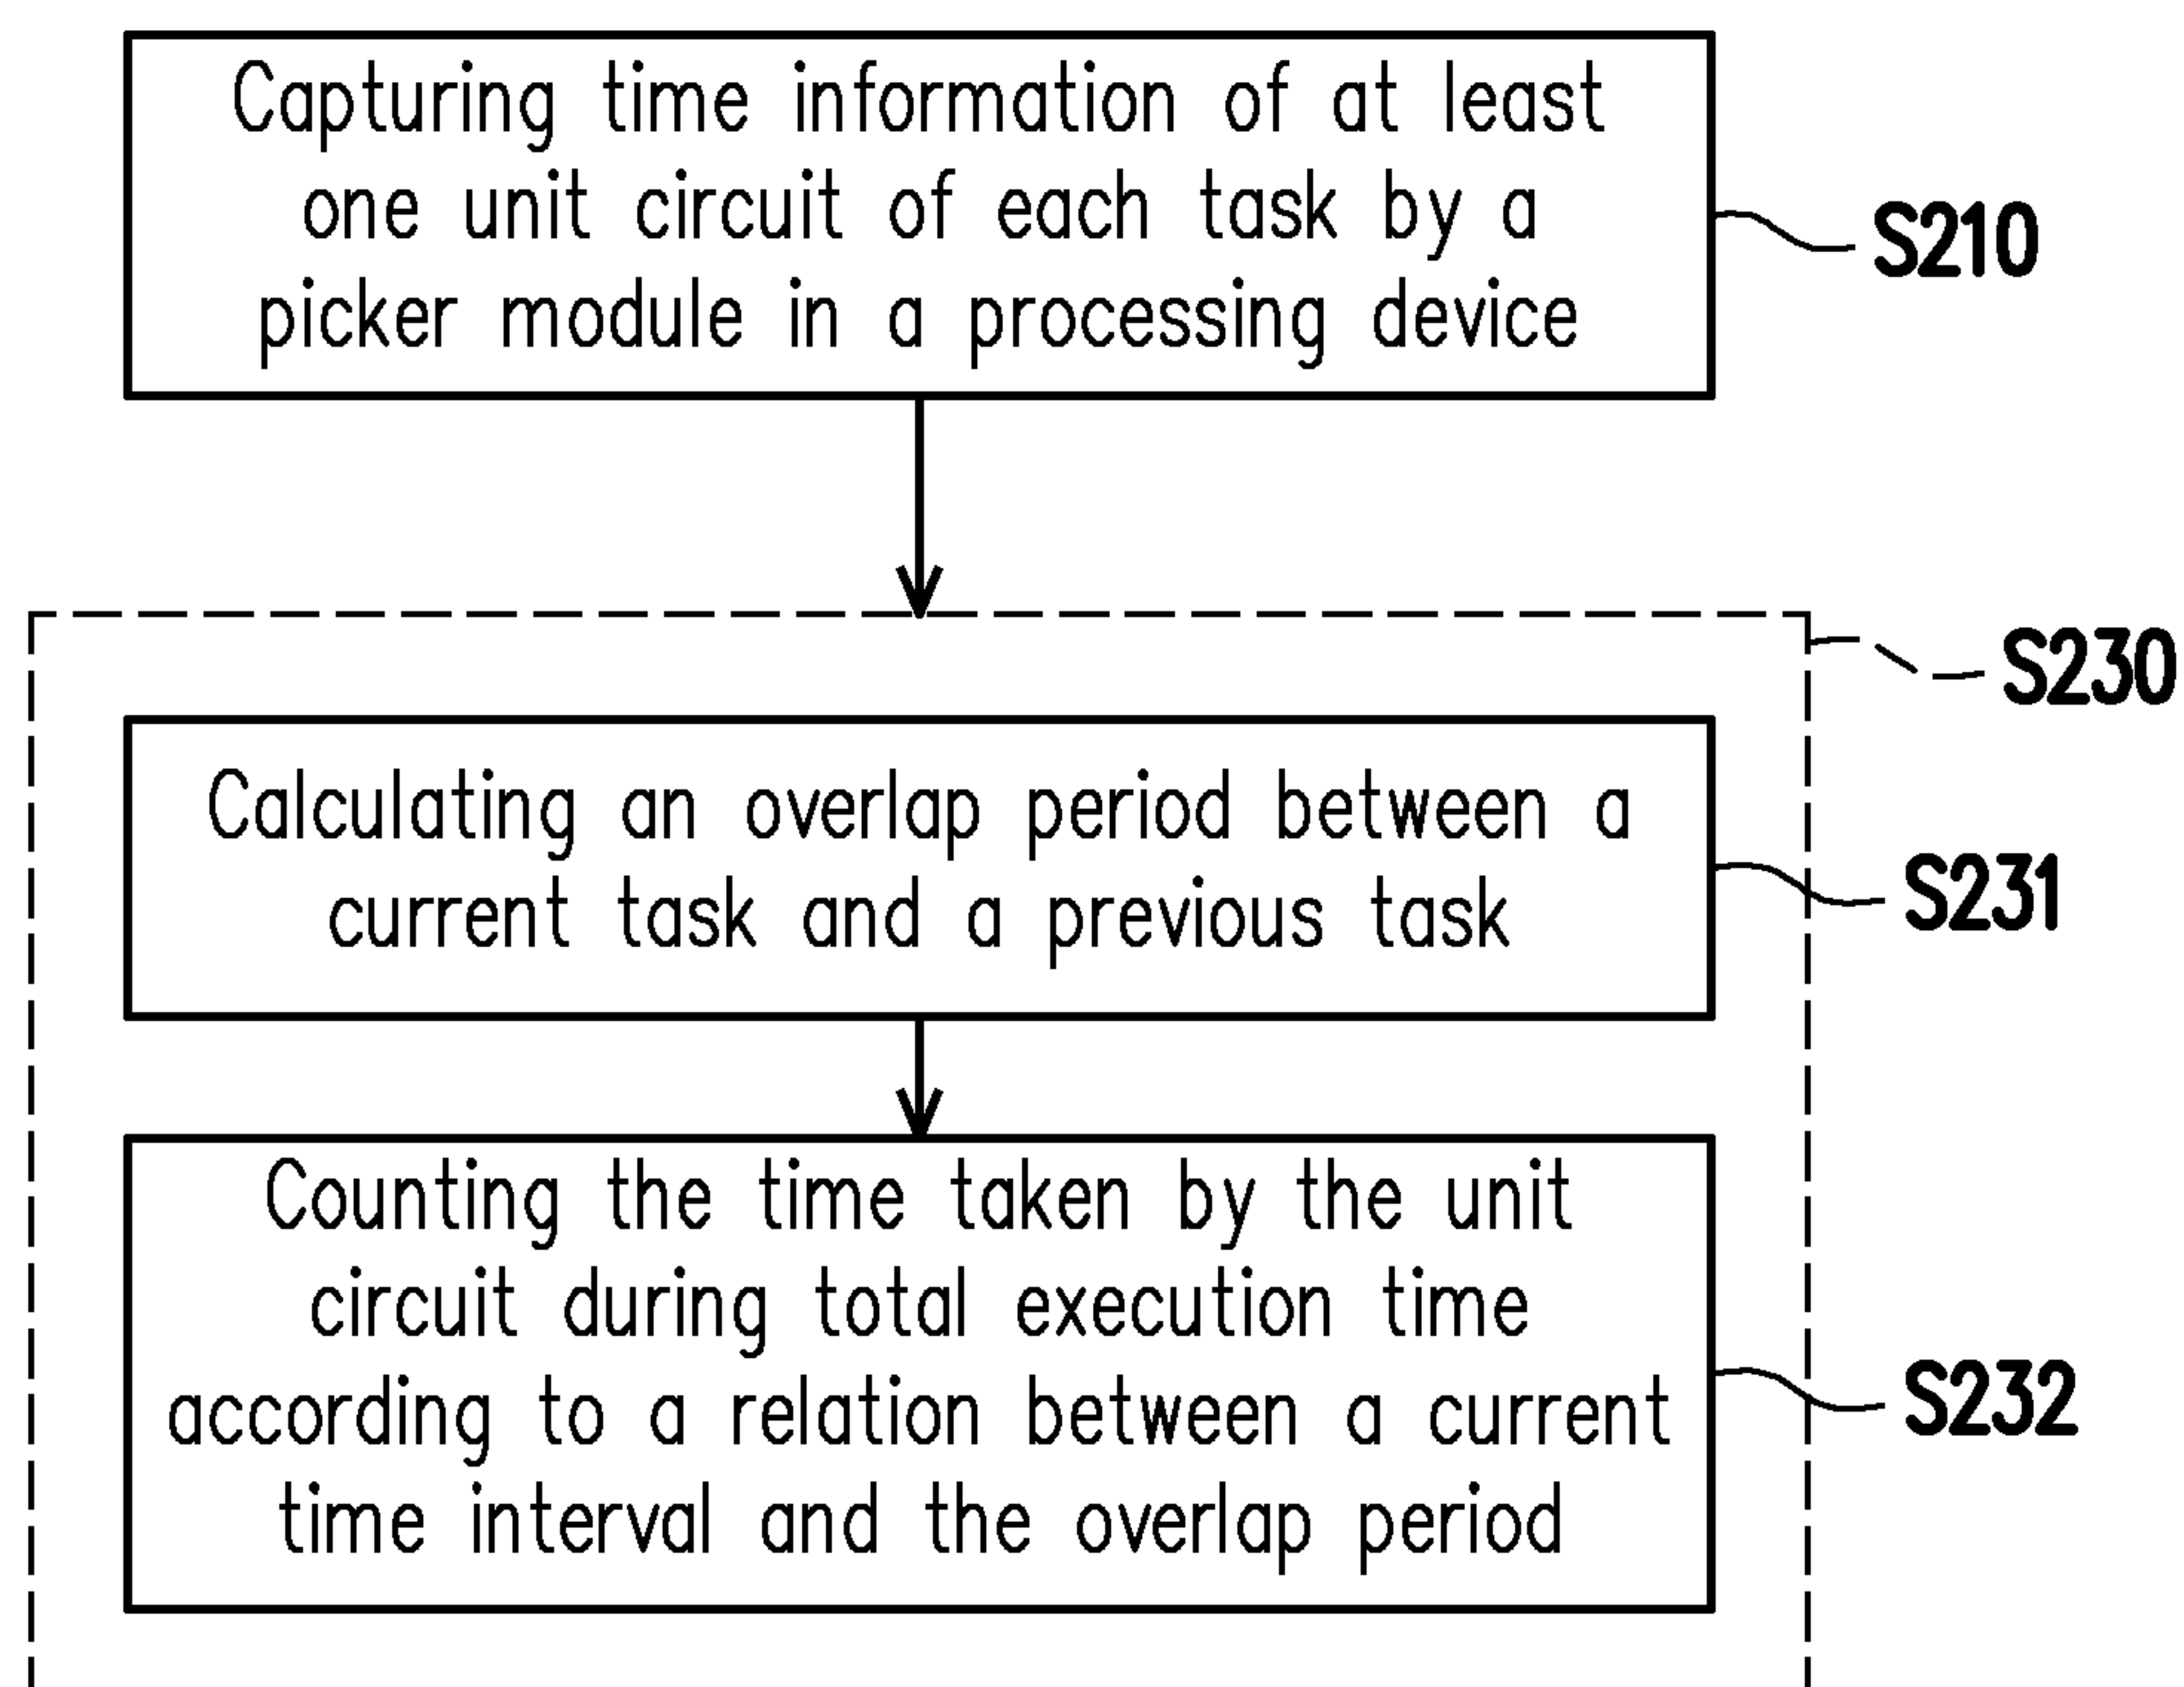 Capturing time information of at least
one unit circuit of each task by a
picker module in a processing device
S210
S230
Calculating an overlap period between a
current task and a previous task
S231
Counting the time taken by the unit
circuit during total execution time
according to a relation between a current
time interval and the overlap period
S232